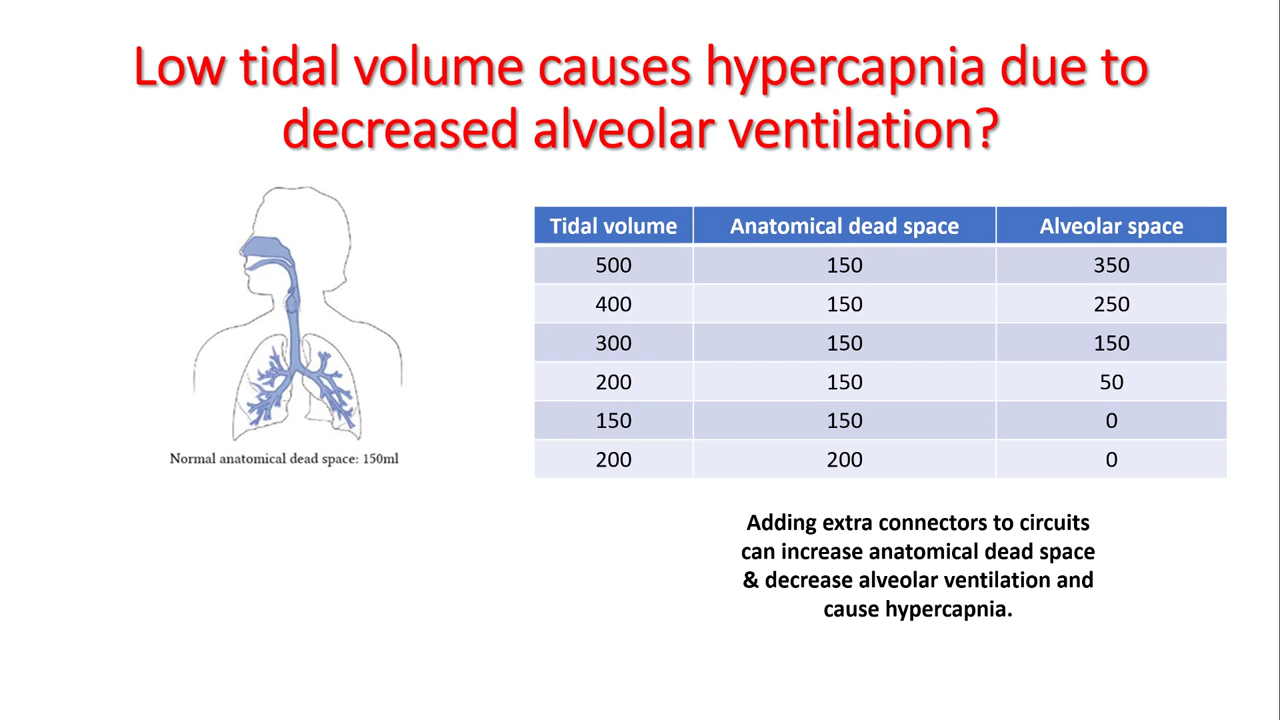 Low tidal volume causes hypercapnia due to
decreased alveolar ventilation?
Normal anatomical dead space: 150ml
Tidal volume Anatomical dead space Alveolar space
500 150 350
400 150 250
300 150 150
200 150 50
150 150 0
200 200 0
Adding extra connectors to circuits
can increase anatomical dead space
& decrease alveolar ventilation and
cause hypercapnia.